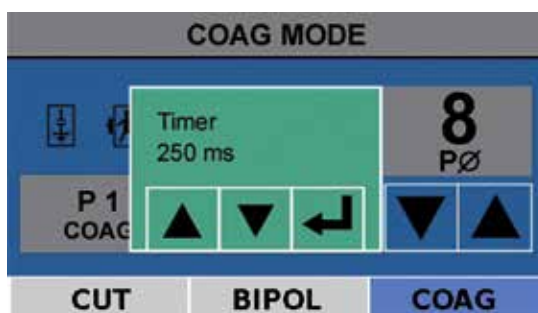 COAG MODE
Timer
250 ms
8
PØ
P 1
COAG
CUT
BIPOL
COAG